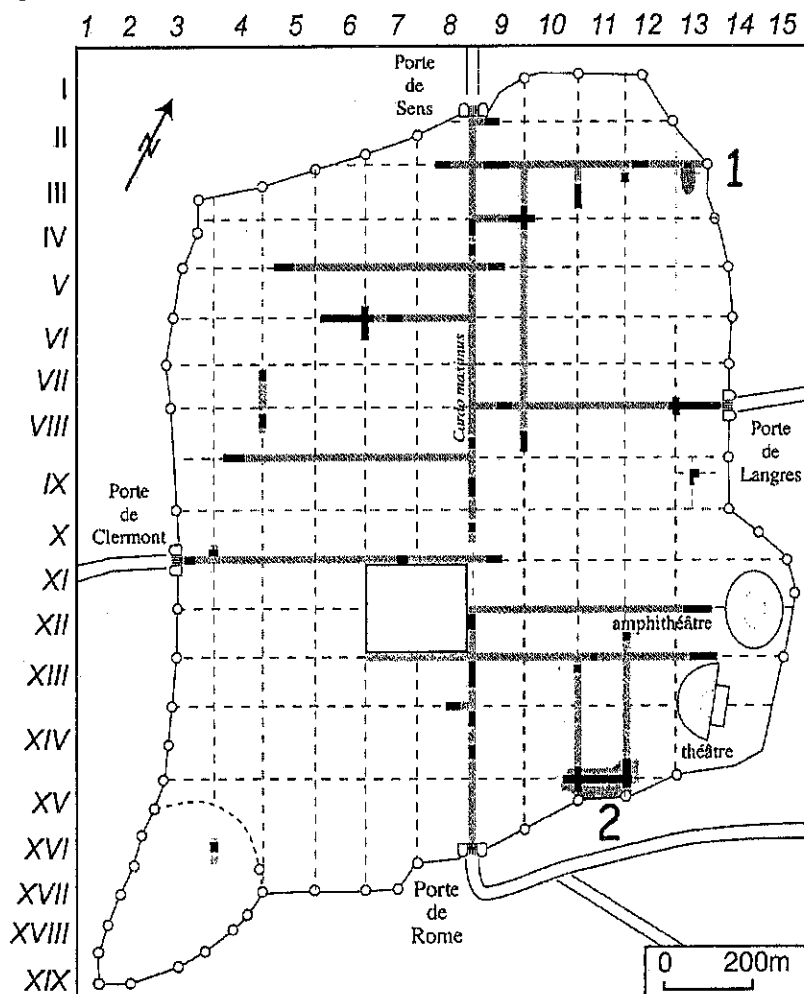 1 2 3 4 5 6 7 8 9 10 11 12 13 15
I
II
III
IV
V
VI
VII
VIII
IX
X
XI
XII
XIII
XIV
XV
XVI
XVII
XVIII
XIX
N
Porte
de
Sens
1
Cardo maximus
Porte
de
Langres
Porte
de
Clermont
amphithéâtre
théâtre
2
Porte
de
Rome
0 200m